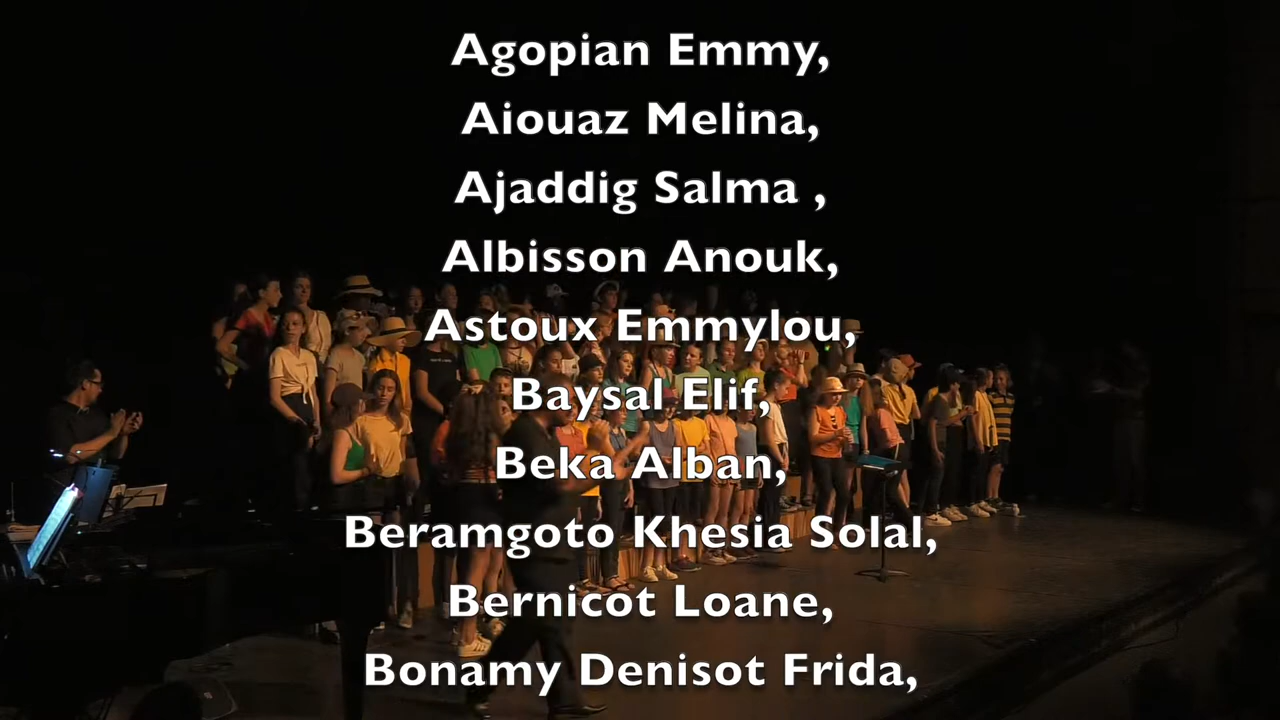 Agopian Emmy,
Aiouaz Melina,
Ajaddig Salma ,
Albisson Anouk,
Astoux Emmylou,
Baysal Elif,
Beka Alban,
Beramgoto Khesia Solal,
Bernicot Loane,
Bonamy Denisot Frida,